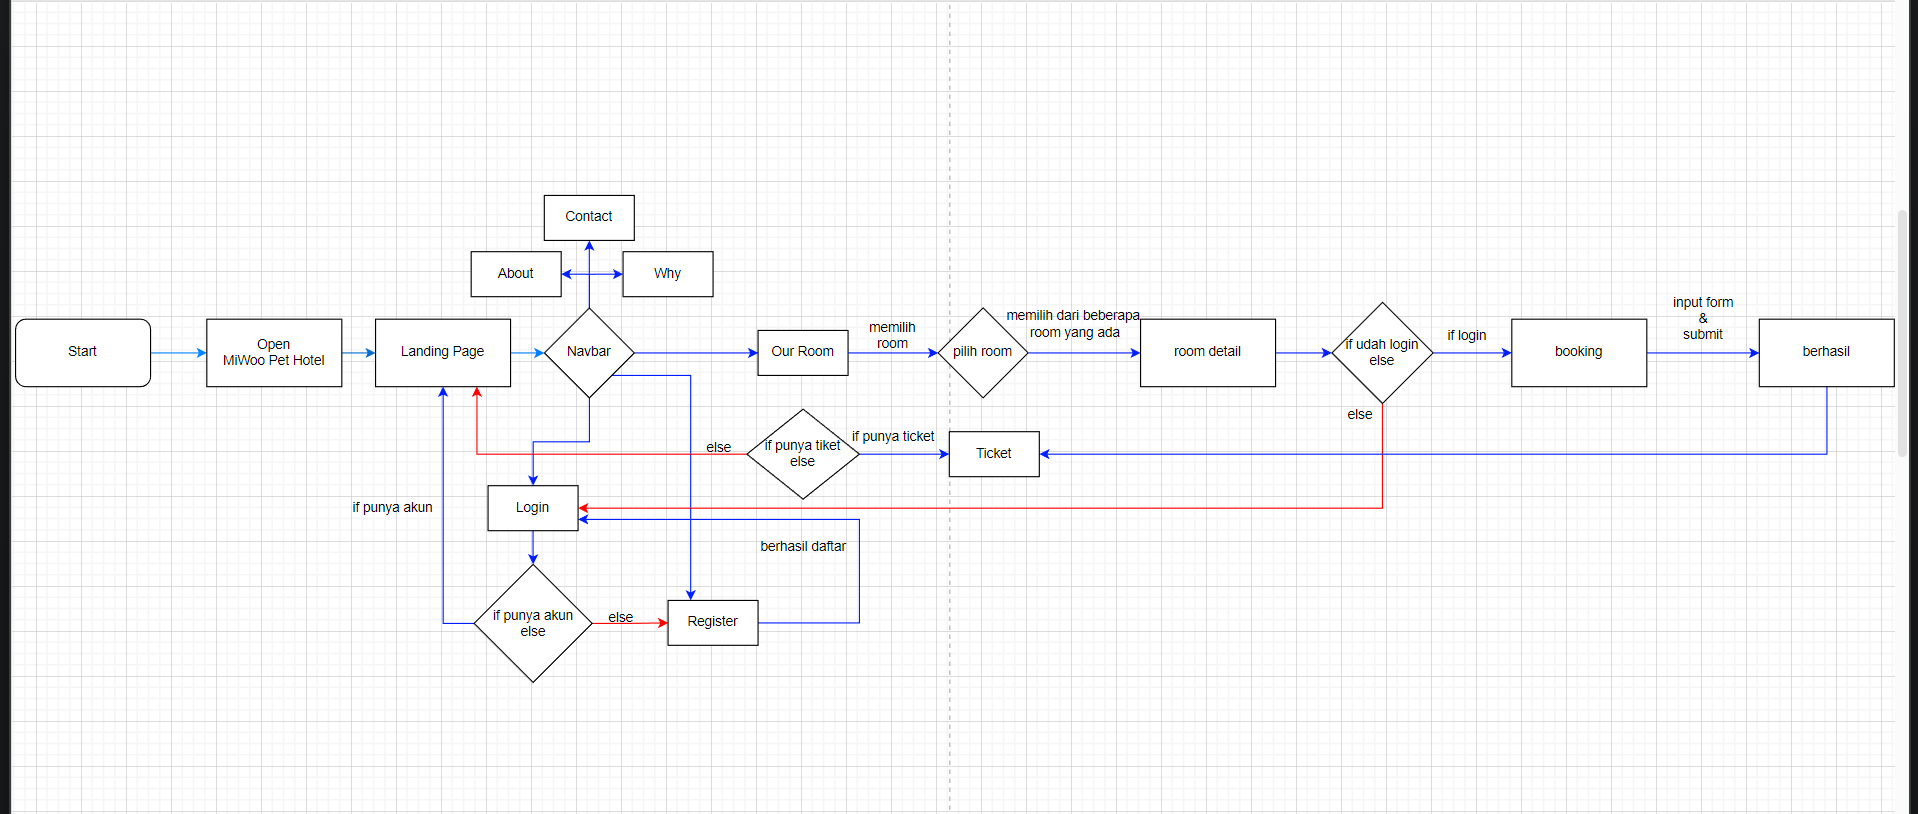 Contact
About
Why
Start
Open
MiWoo Pet Hotel
Landing Page
Navbar
Our Room
memilih
room
pilih room
memilih dari beberapa
room yang ada
room detail
if udah login
else
if login
booking
input form
&
submit
berhasil
else
else
if punya tiket
else
if punya ticket
Ticket
if punya akun
Login
berhasil daftar
if punya akun
else
else
Register